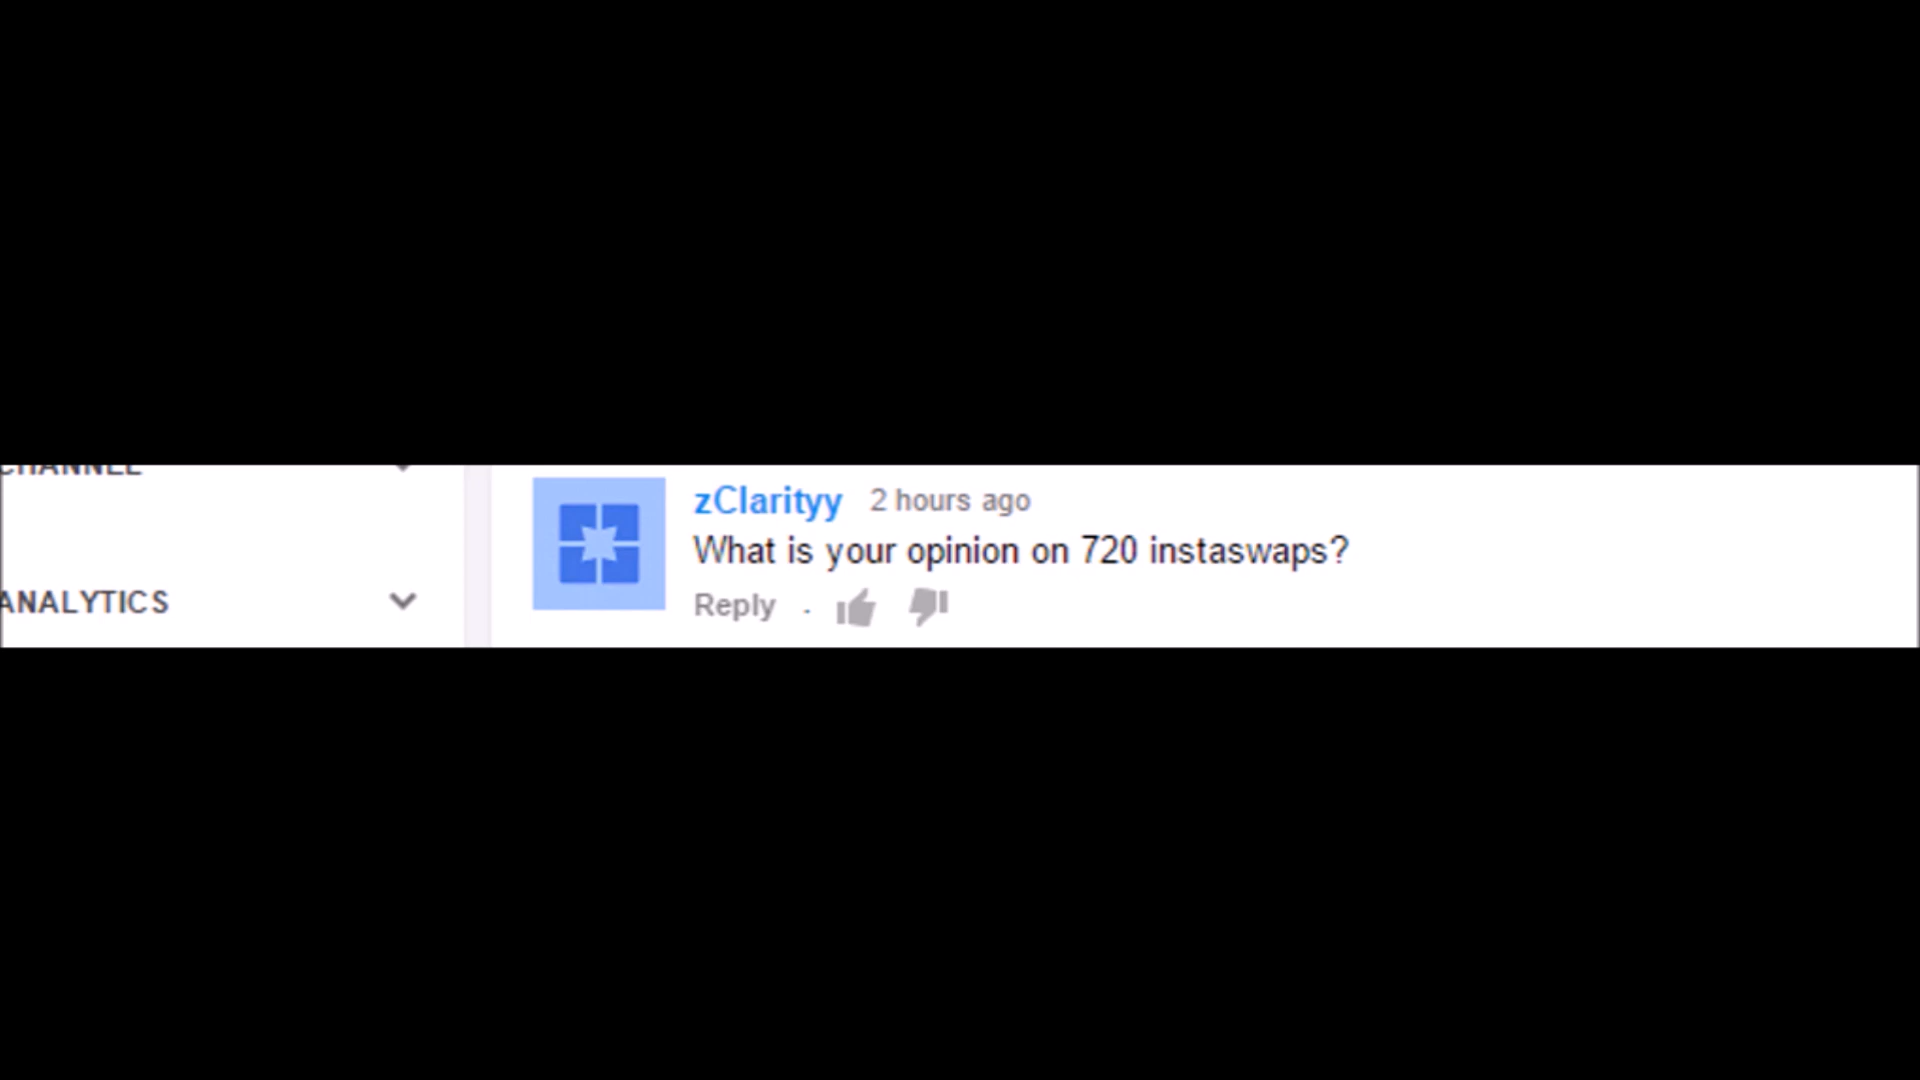 CHANNEL
zClarityy 2 hours ago
What is your opinion on 720 instaswaps?
ANALYTICS
Reply .